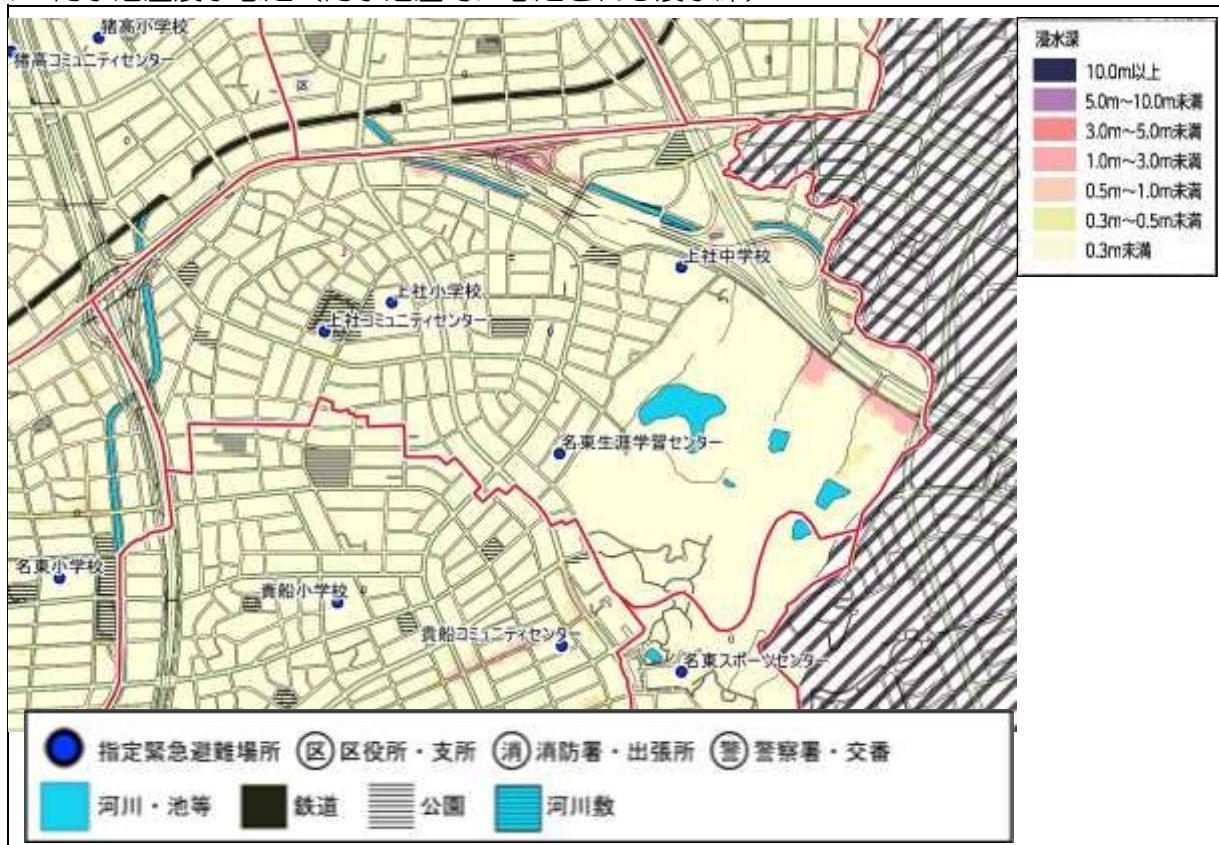 猪高小学校
猪高コミュニティセンター
区
上社中学校
上社小学校
上社コミュニティセンター
名東生涯学習センター
名東小学校
貴船小学校
貴船コミュニティセンター
名東スポーツセンター
浸水深
10.0m以上
5.0m～10.0m未満
3.0m～5.0m未満
1.0m～3.0m未満
0.5m～1.0m未満
0.3m～0.5m未満
0.3m未満
指定緊急避難場所 区 区役所・支所 消 消防署・出張所 警 警察署・交番
河川・池等 鉄道 公園 河川敷